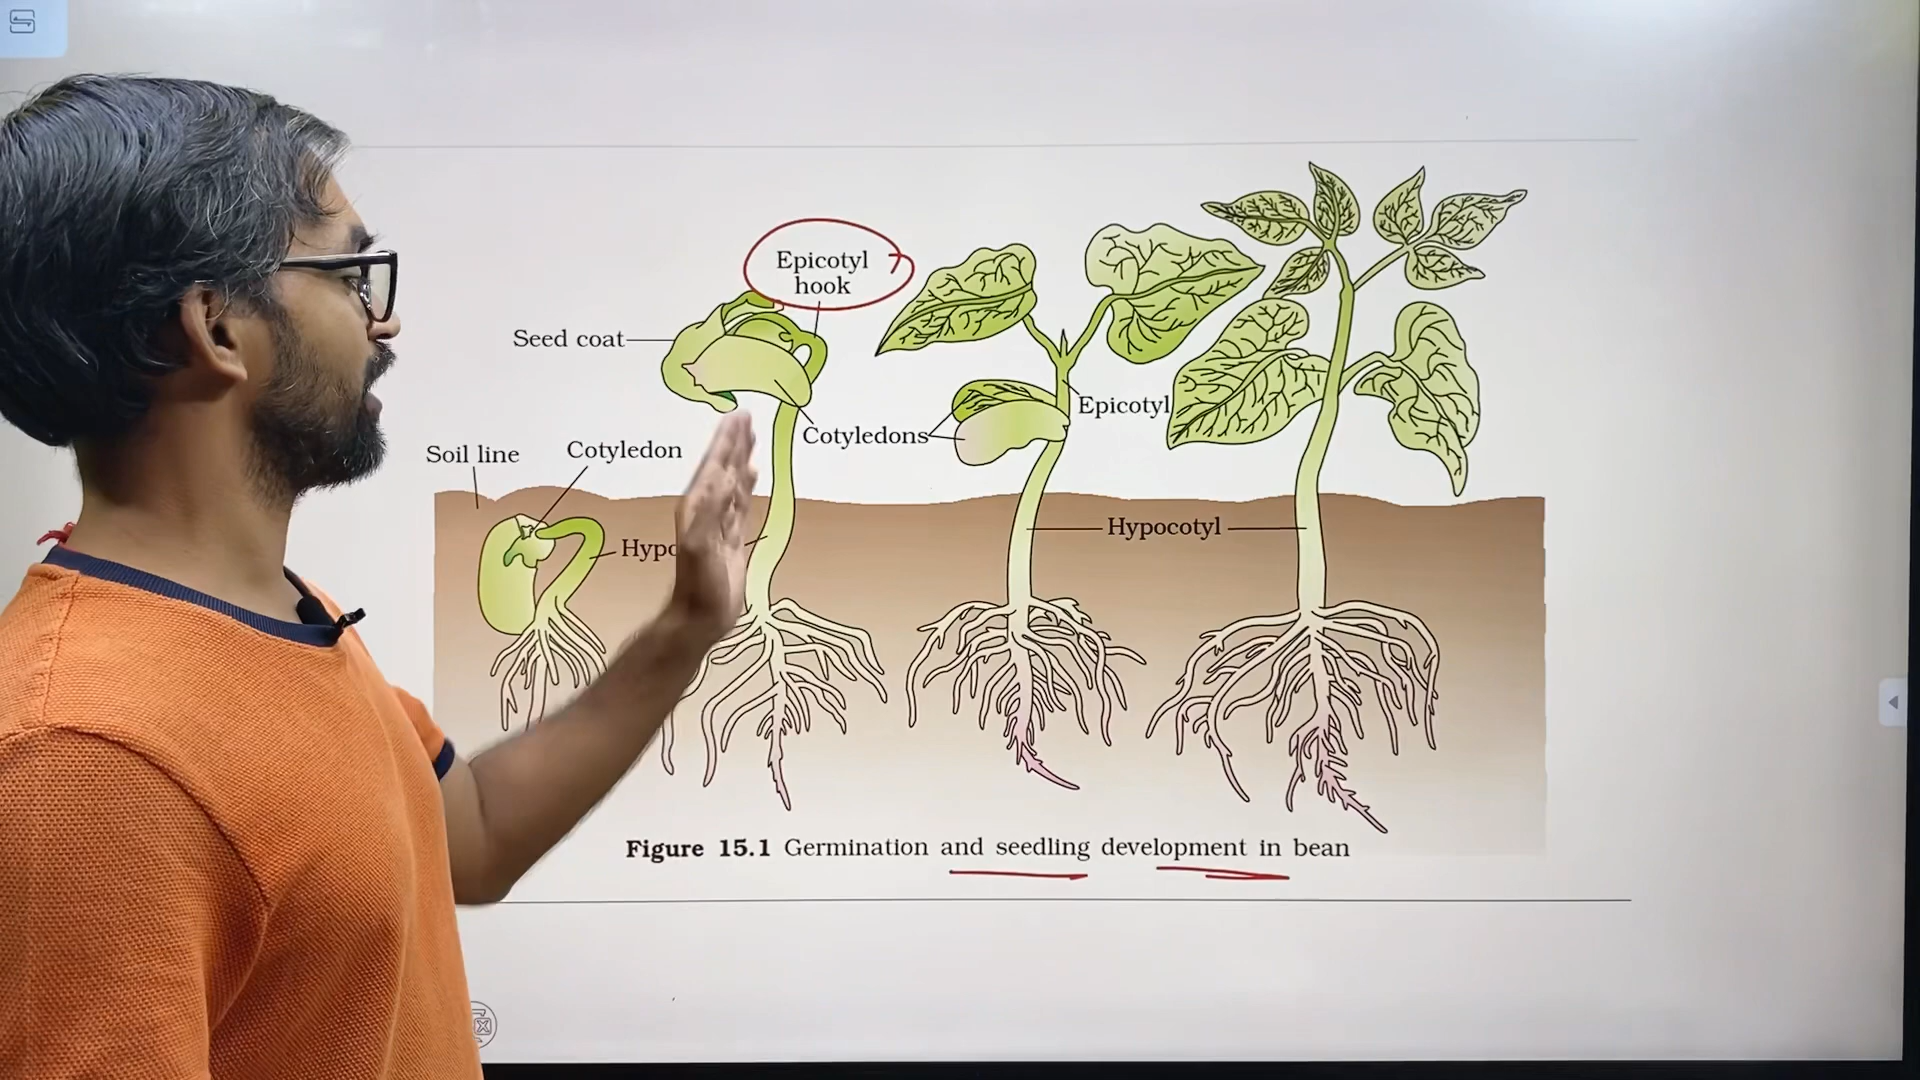 Epicotyl
hook
Seed coat
Cotyledons
Epicotyl
Soil line
Cotyledon
Hypocotyl
Figure 15.1 Germination and seedling development in bean